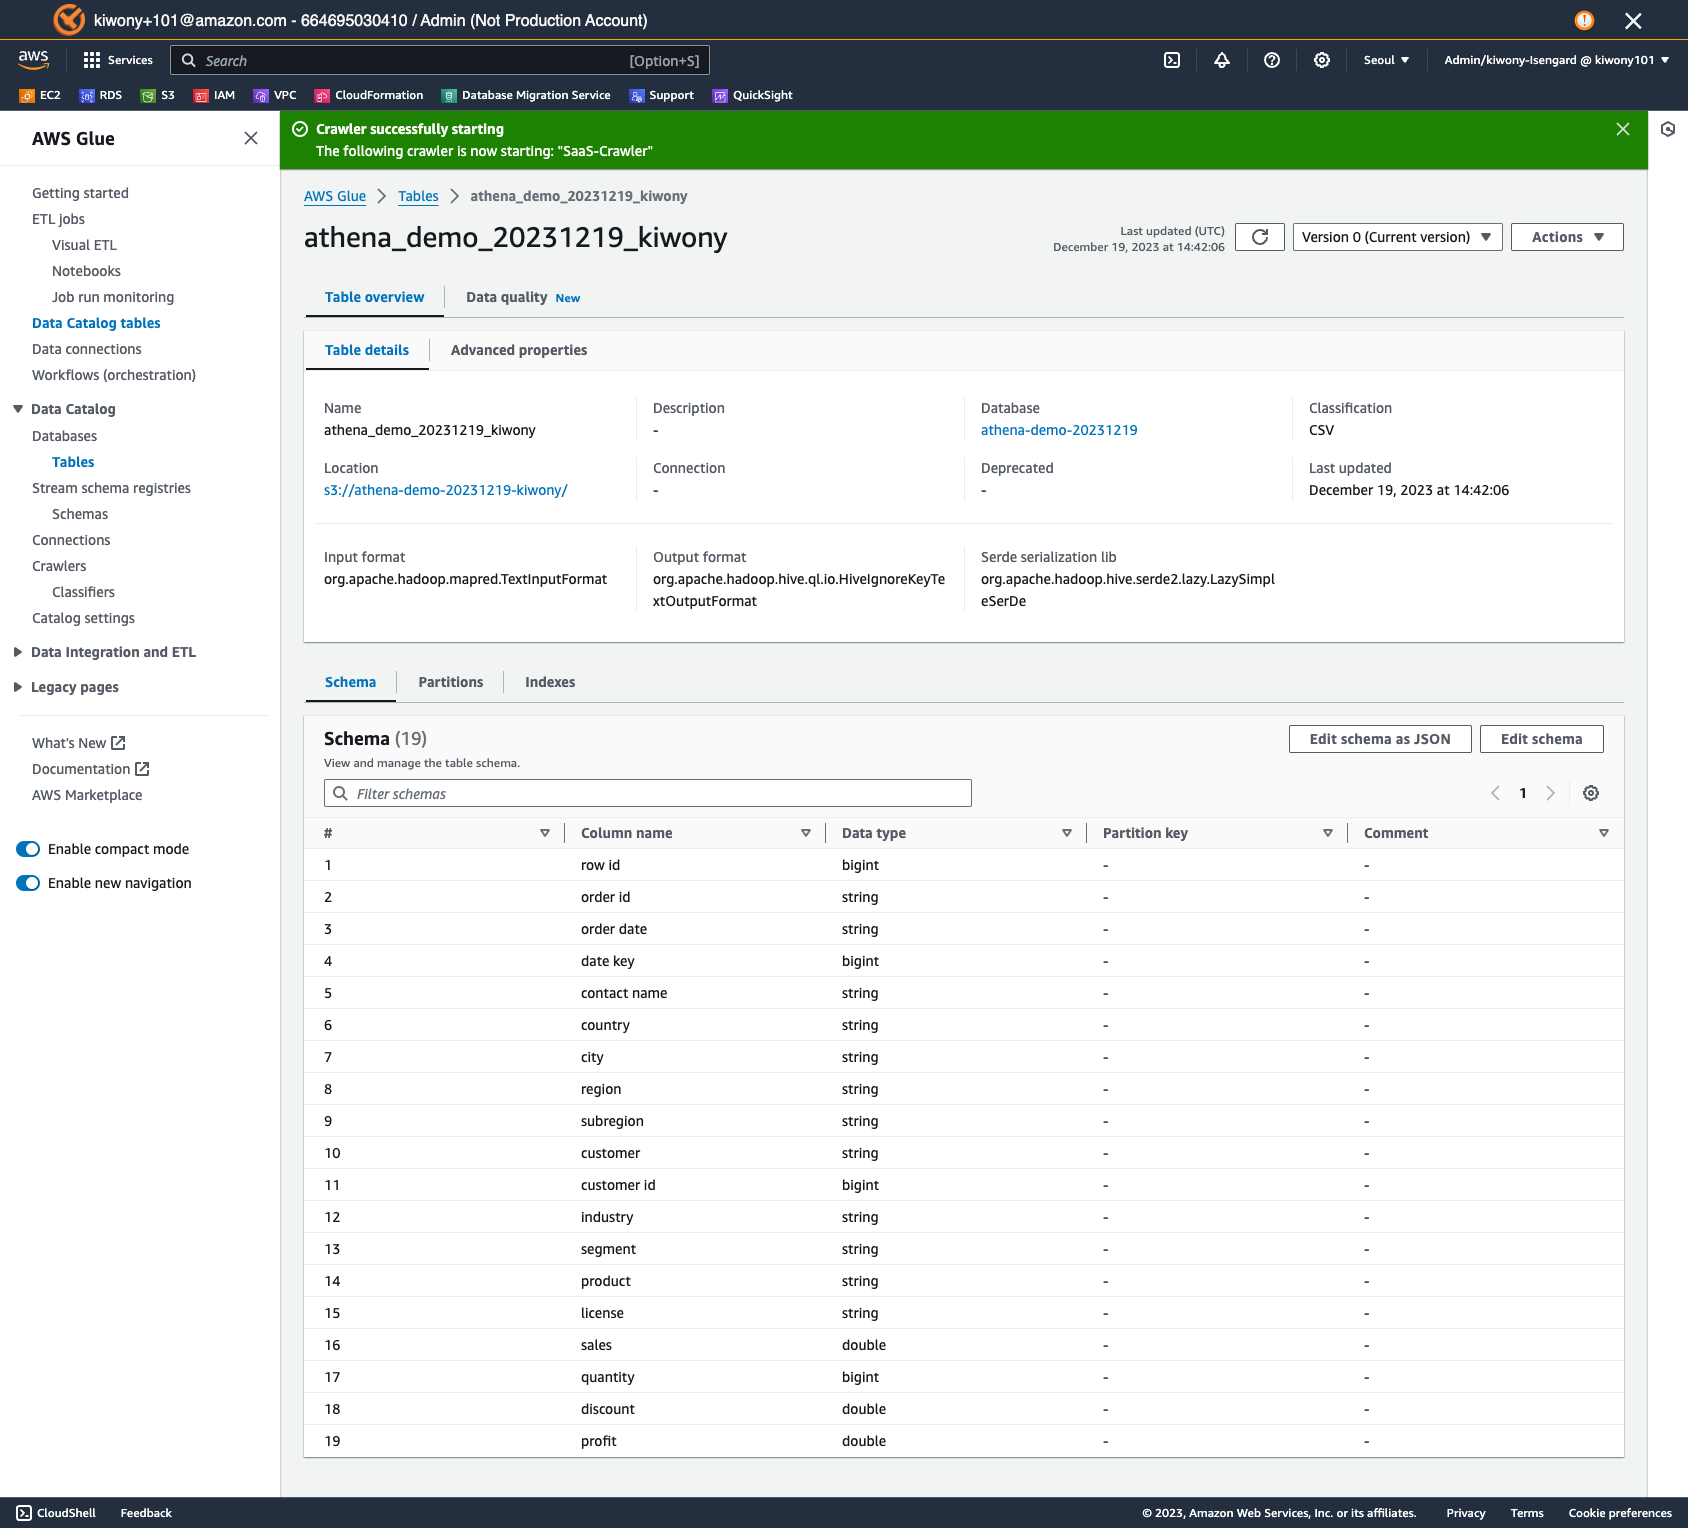 kiwony+101@amazon.com - 664695030410 / Admin (Not Production Account)
aws
Services
Search
[Option+S]
Seoul
Admin/kiwony-Isengard @ kiwony101
EC2
RDS
S3
IAM
VPC
CloudFormation
Database Migration Service
Support
QuickSight
AWS Glue
Getting started
ETL jobs
Visual ETL
Notebooks
Job run monitoring
Data Catalog tables
Data connections
Workflows (orchestration)
Data Catalog
Databases
Tables
Stream schema registries
Schemas
Connections
Crawlers
Classifiers
Catalog settings
Data Integration and ETL
Legacy pages
What's New
Documentation
AWS Marketplace
Enable compact mode
Enable new navigation
Crawler successfully starting
The following crawler is now starting: "SaaS-Crawler"
AWS Glue
Tables
athena_demo_20231219_kiwony
athena_demo_20231219_kiwony
Last updated (UTC)
December 19, 2023 at 14:42:06
Version 0 (Current version)
Actions
Table overview
Data quality New
Table details
Advanced properties
Name
athena_demo_20231219_kiwony
Description
-
Database
athena-demo-20231219
Classification
CSV
Location
s3://athena-demo-20231219-kiwony/
Connection
-
Deprecated
-
Last updated
December 19, 2023 at 14:42:06
Input format
org.apache.hadoop.mapred.TextInputFormat
Output format
org.apache.hadoop.hive.ql.io.HiveIgnoreKeyTe
xtOutputFormat
Serde serialization lib
org.apache.hadoop.hive.serde2.lazy.LazySimpl
eSerDe
Schema
Partitions
Indexes
Schema (19)
View and manage the table schema.
Edit schema as JSON
Edit schema
Filter schemas
1
# Column name Data type Partition key Comment
1 row id bigint - -
2 order id string - -
3 order date string - -
4 date key bigint - -
5 contact name string - -
6 country string - -
7 city string - -
8 region string - -
9 subregion string - -
10 customer string - -
11 customer id bigint - -
12 industry string - -
13 segment string - -
14 product string - -
15 license string - -
16 sales double - -
17 quantity bigint - -
18 discount double - -
19 profit double - -
CloudShell
Feedback
© 2023, Amazon Web Services, Inc. or its affiliates.
Privacy
Terms
Cookie preferences